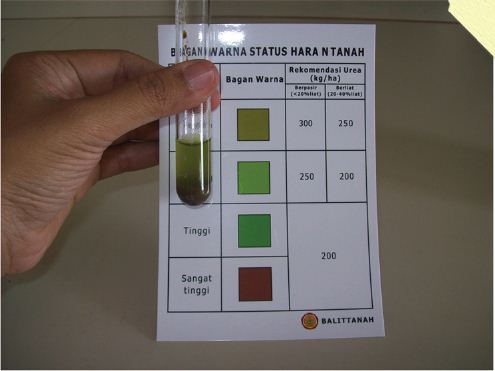 BAGAN WARNA STATUS HARA N TANAH
Bagan Warna
Rekomendasi Urea
(kg/ha)
Berpasir
(<20%liat)
Berliat
(20-40%liat)
300
250
250
200
Tinggi
200
Sangat
tinggi
BALITTANAH